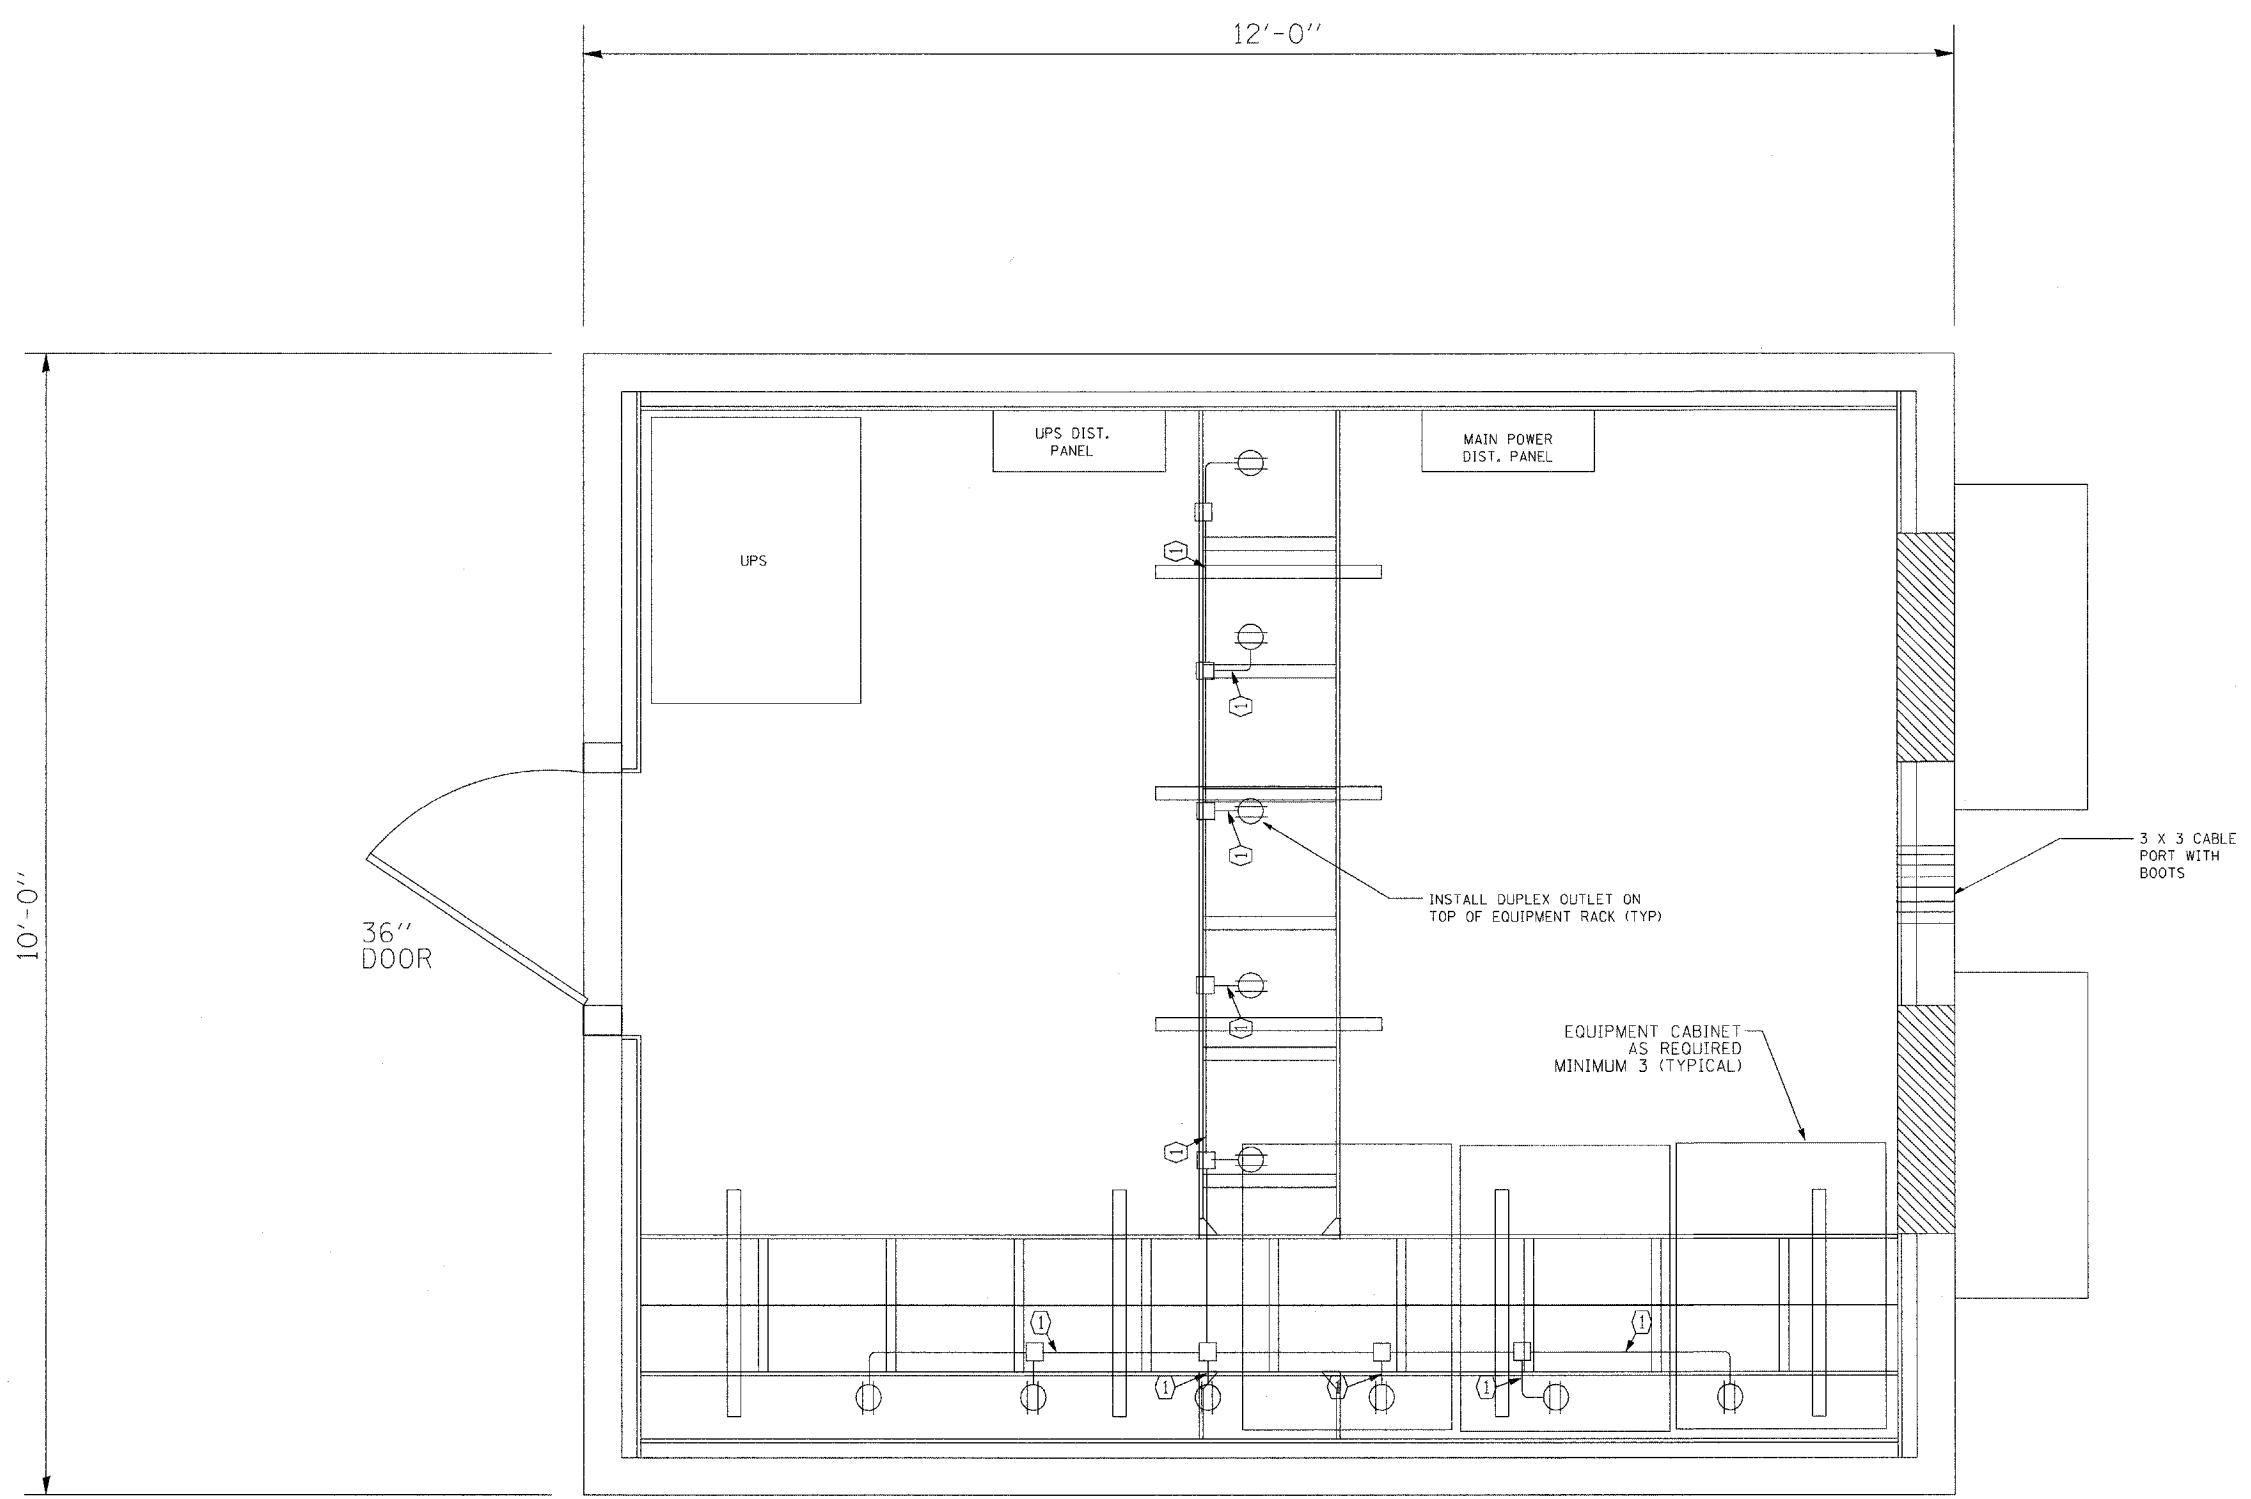 12'-0"
UPS DIST.
PANEL
MAIN POWER
DIST. PANEL
UPS
1
1
1
3 X 3 CABLE
PORT WITH
BOOTS
10'-0"
36"
DOOR
INSTALL DUPLEX OUTLET ON
TOP OF EQUIPMENT RACK (TYP)
1
EQUIPMENT CABINET
AS REQUIRED
MINIMUM 3 (TYPICAL)
1
1
1
1
1
1